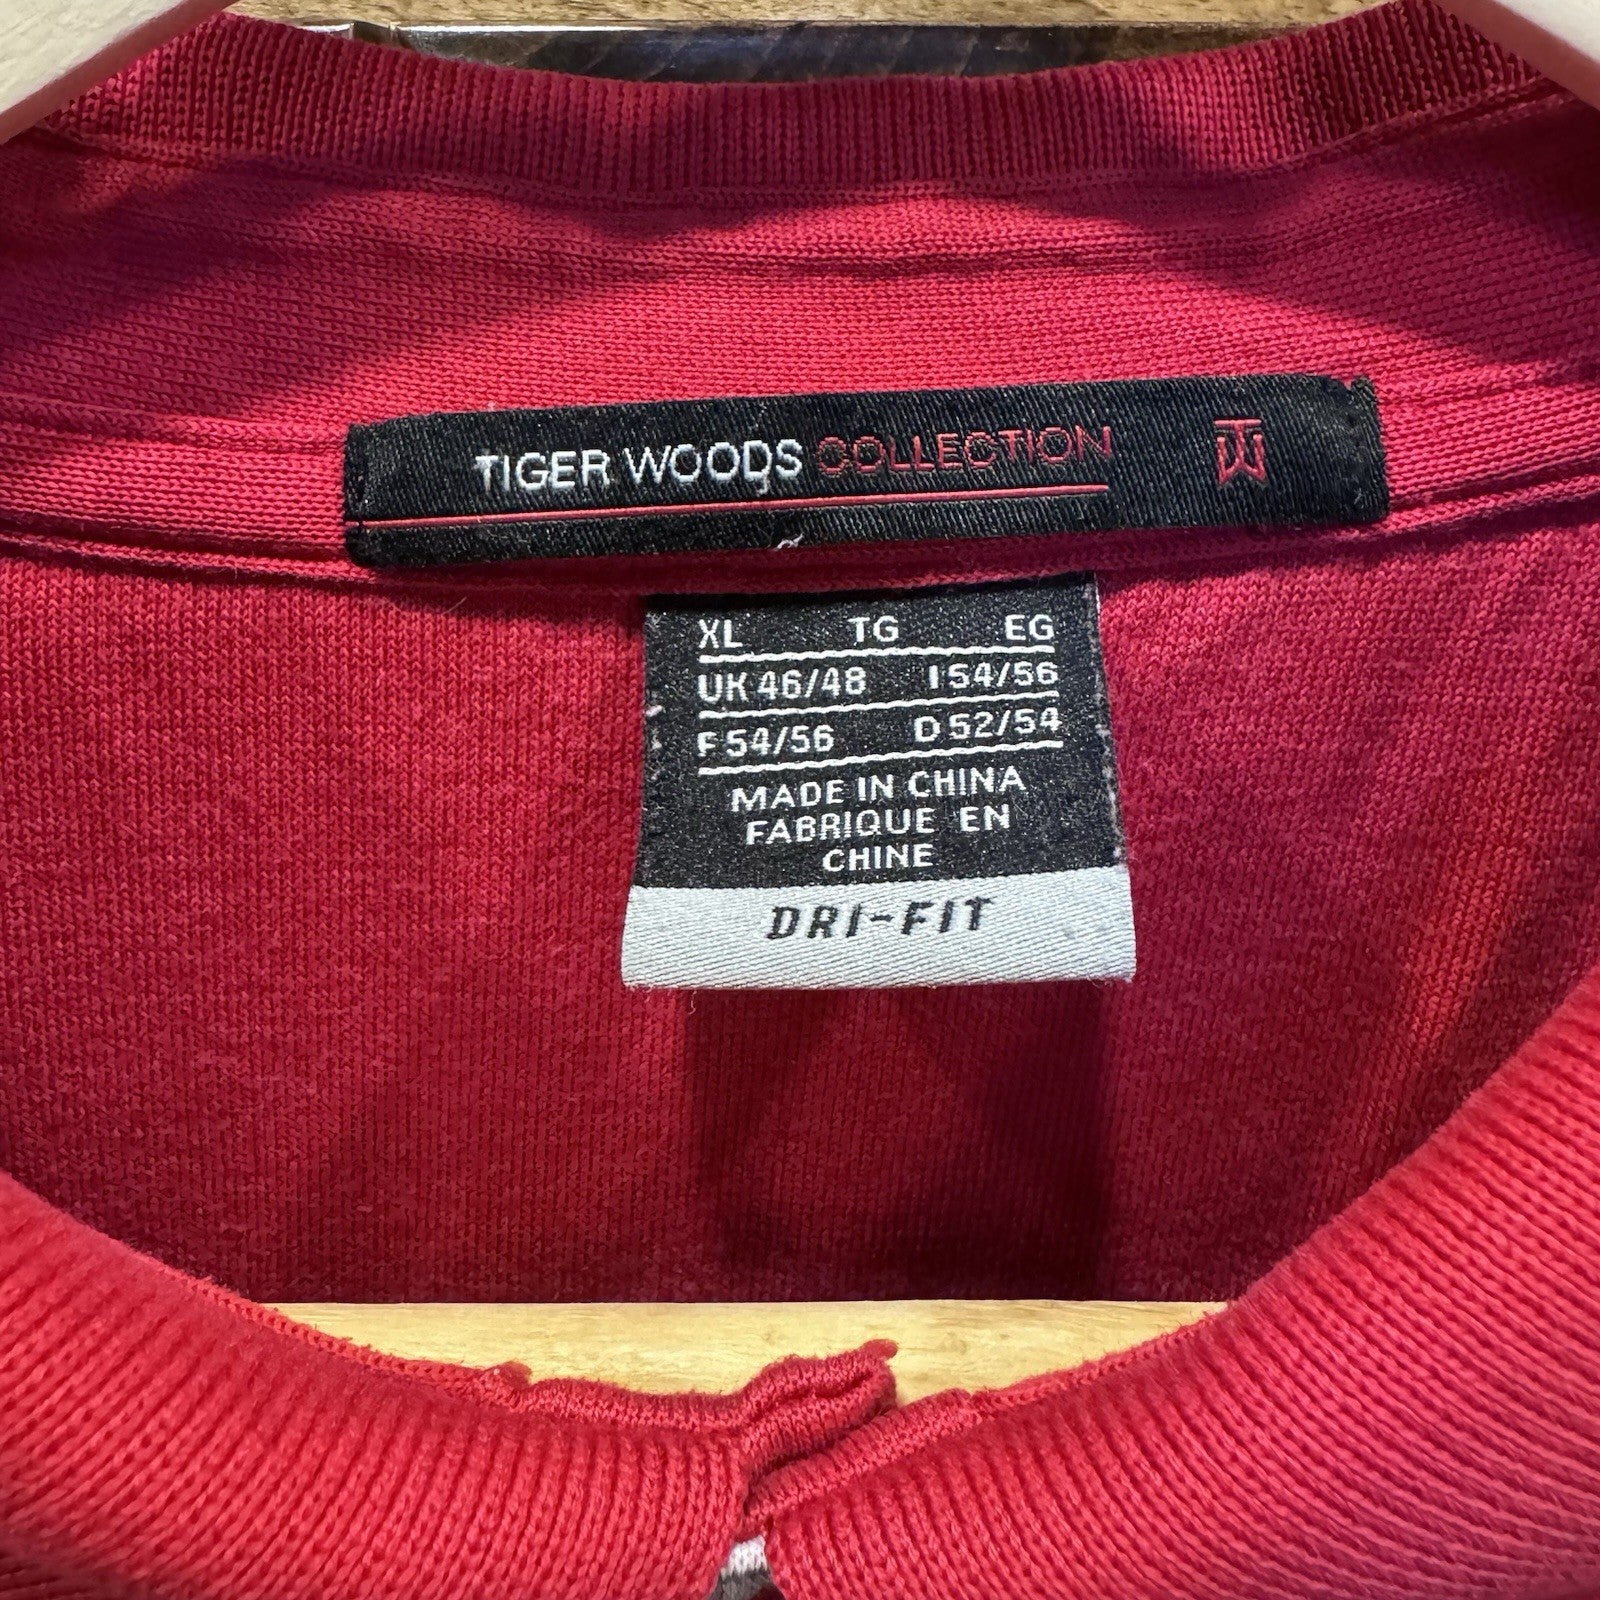 TIGER WOODS COLLECTION TW
XL TG EG
UK 46/48 I 54/56
F 54/56 D 52/54
MADE IN CHINA
FABRIQUE EN
CHINE
DRI-FIT